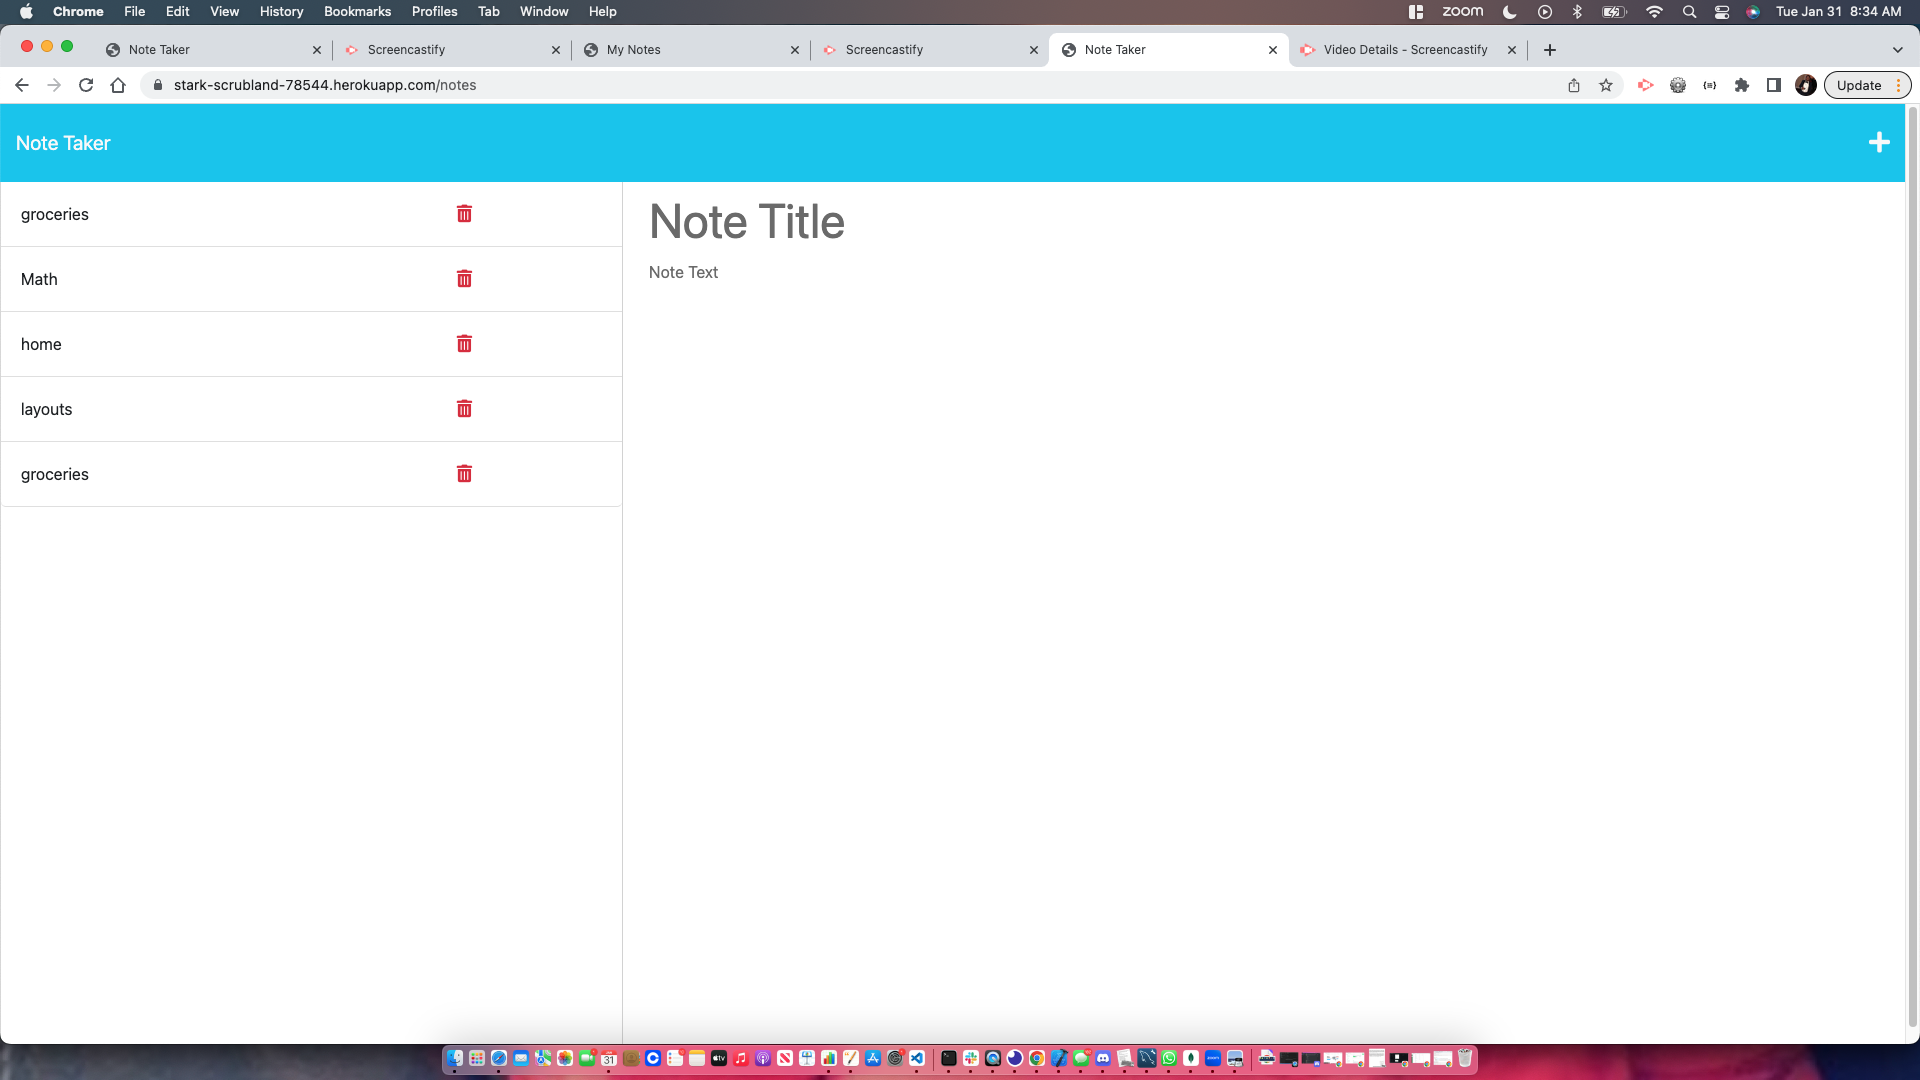 Chrome File Edit View History Bookmarks Profiles Tab Window Help zoom Tue Jan 31 8:34 AM
Note Taker Screencastify My Notes Screencastify Note Taker Video Details - Screencastify
stark-scrubland-78544.herokuapp.com/notes Update
Note Taker
groceries
Math
home
layouts
groceries
Note Title
Note Text
31